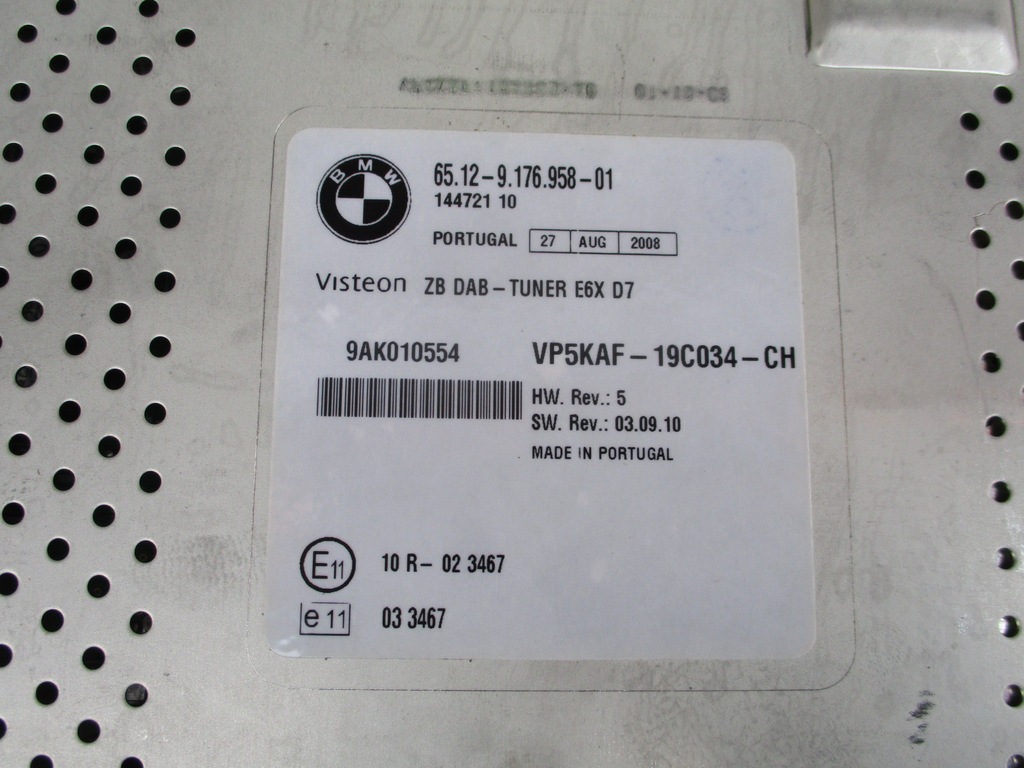 BMW
65.12-9.176.958-01
144721 10
PORTUGAL 27 AUG 2008
Visteon ZB DAB-TUNER E6X D7
9AK010554 VP5KAF-19C034-CH
HW. Rev.: 5
SW. Rev.: 03.09.10
MADE IN PORTUGAL
E11 10 R-02 3467
e 11 03 3467